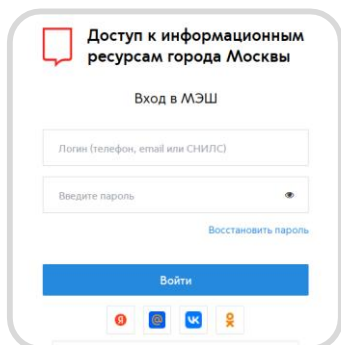 Доступ к информационным
ресурсам города Москвы
Вход в МЭШ
Логин (телефон, email или СНИЛС)
Введите пароль
Восстановить пароль
Войти